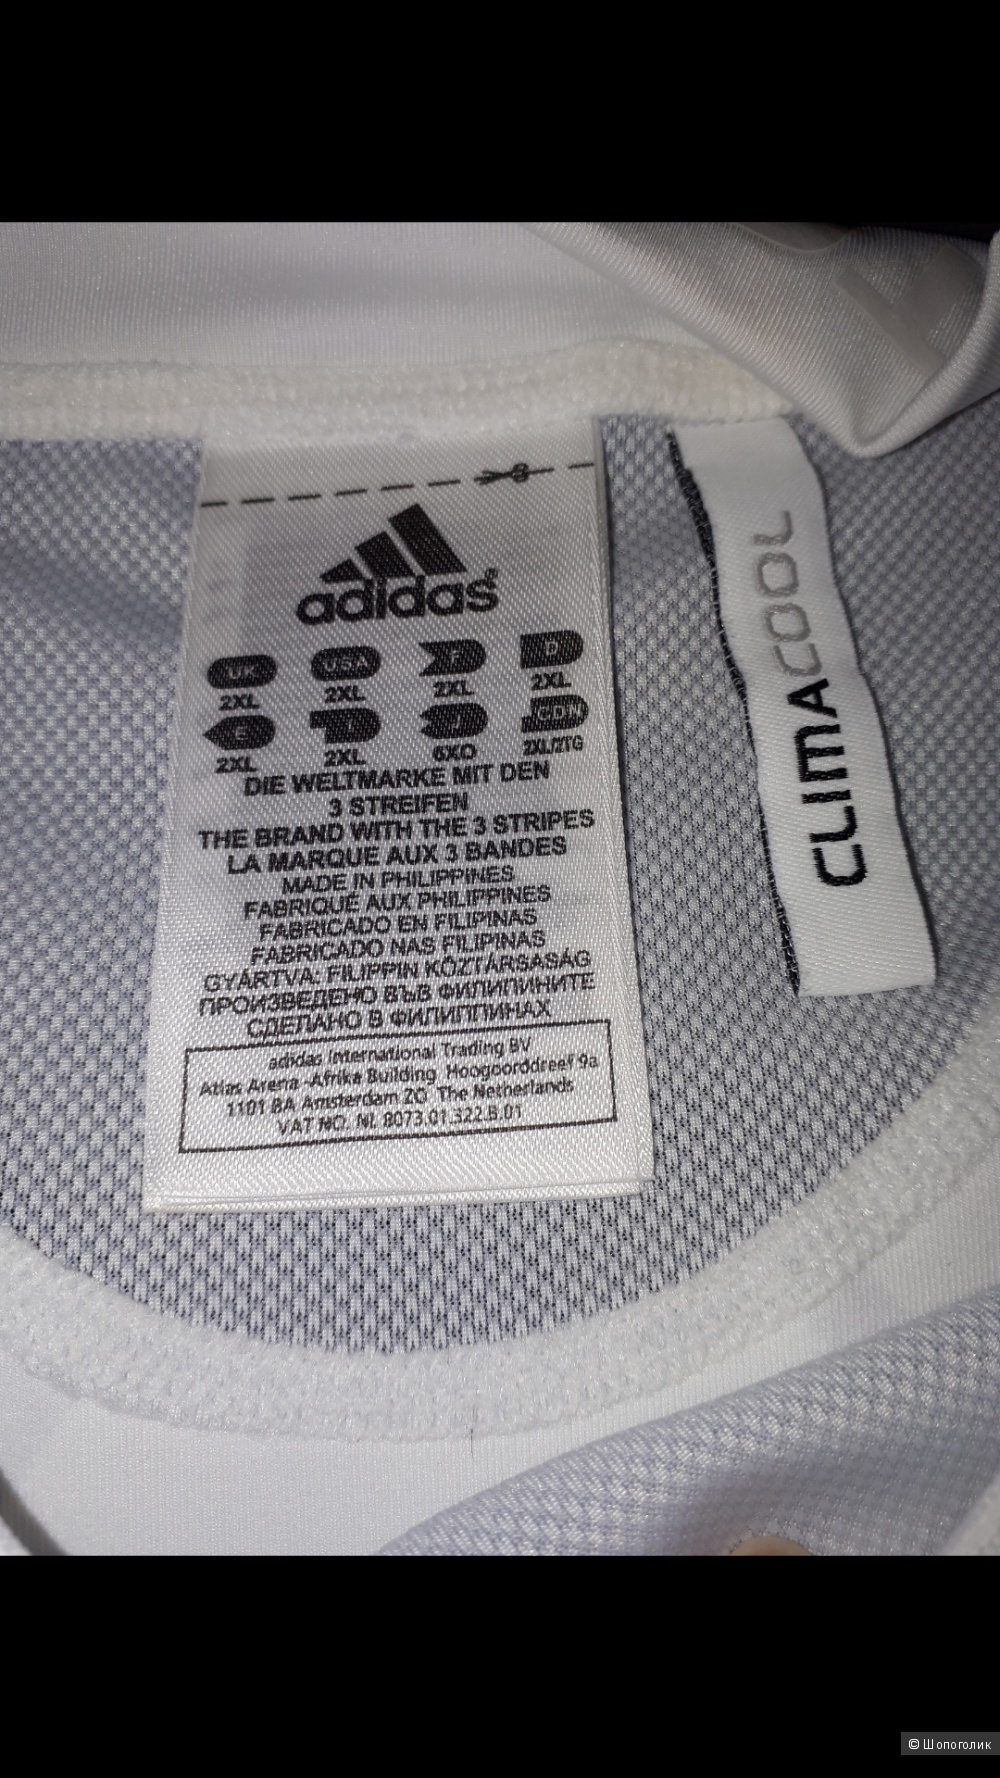 adidas
UK USA F D
2XL 2XL 2XL 2XL
E I J CDN
2XL 2XL 6XO 2XL/2TG
DIE WELTMARKE MIT DEN
3 STREIFEN
THE BRAND WITH THE 3 STRIPES
LA MARQUE AUX 3 BANDES
MADE IN PHILIPPINES
FABRIQUÉ AUX PHILIPPINES
FABRICADO EN FILIPINAS
FABRICADO NAS FILIPINAS
GYÁRTVA: FILIPPIN KÖZTÁRSASÁG
ПРОИЗВЕДЕНО ВЪВ ФИЛИПИНИТЕ
СДЕЛАНО В ФИЛИППИНАХ
adidas International Trading BV
Atlas Arena -Afrika Building Hoogoorddreef 9a
1101 BA Amsterdam ZO The Netherlands
VAT NO. NL 8073.01.322.B.01
CLIMACOOL
© Шопоголик